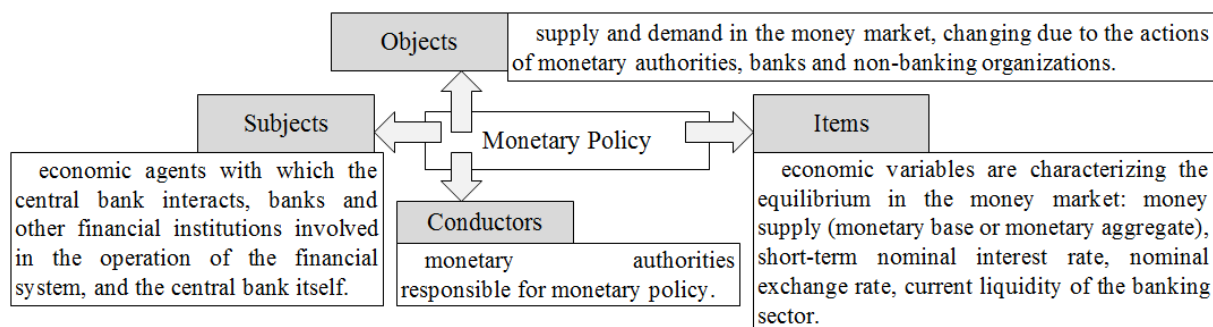 Objects
supply and demand in the money market, changing due to the actions
of monetary authorities, banks and non-banking organizations.
Subjects
economic agents with which the
central bank interacts, banks and
other financial institutions involved
in the operation of the financial
system, and the central bank itself.
Monetary Policy
Conductors
monetary authorities
responsible for monetary policy.
Items
economic variables are characterizing the
equilibrium in the money market: money
supply (monetary base or monetary aggregate),
short-term nominal interest rate, nominal
exchange rate, current liquidity of the banking
sector.